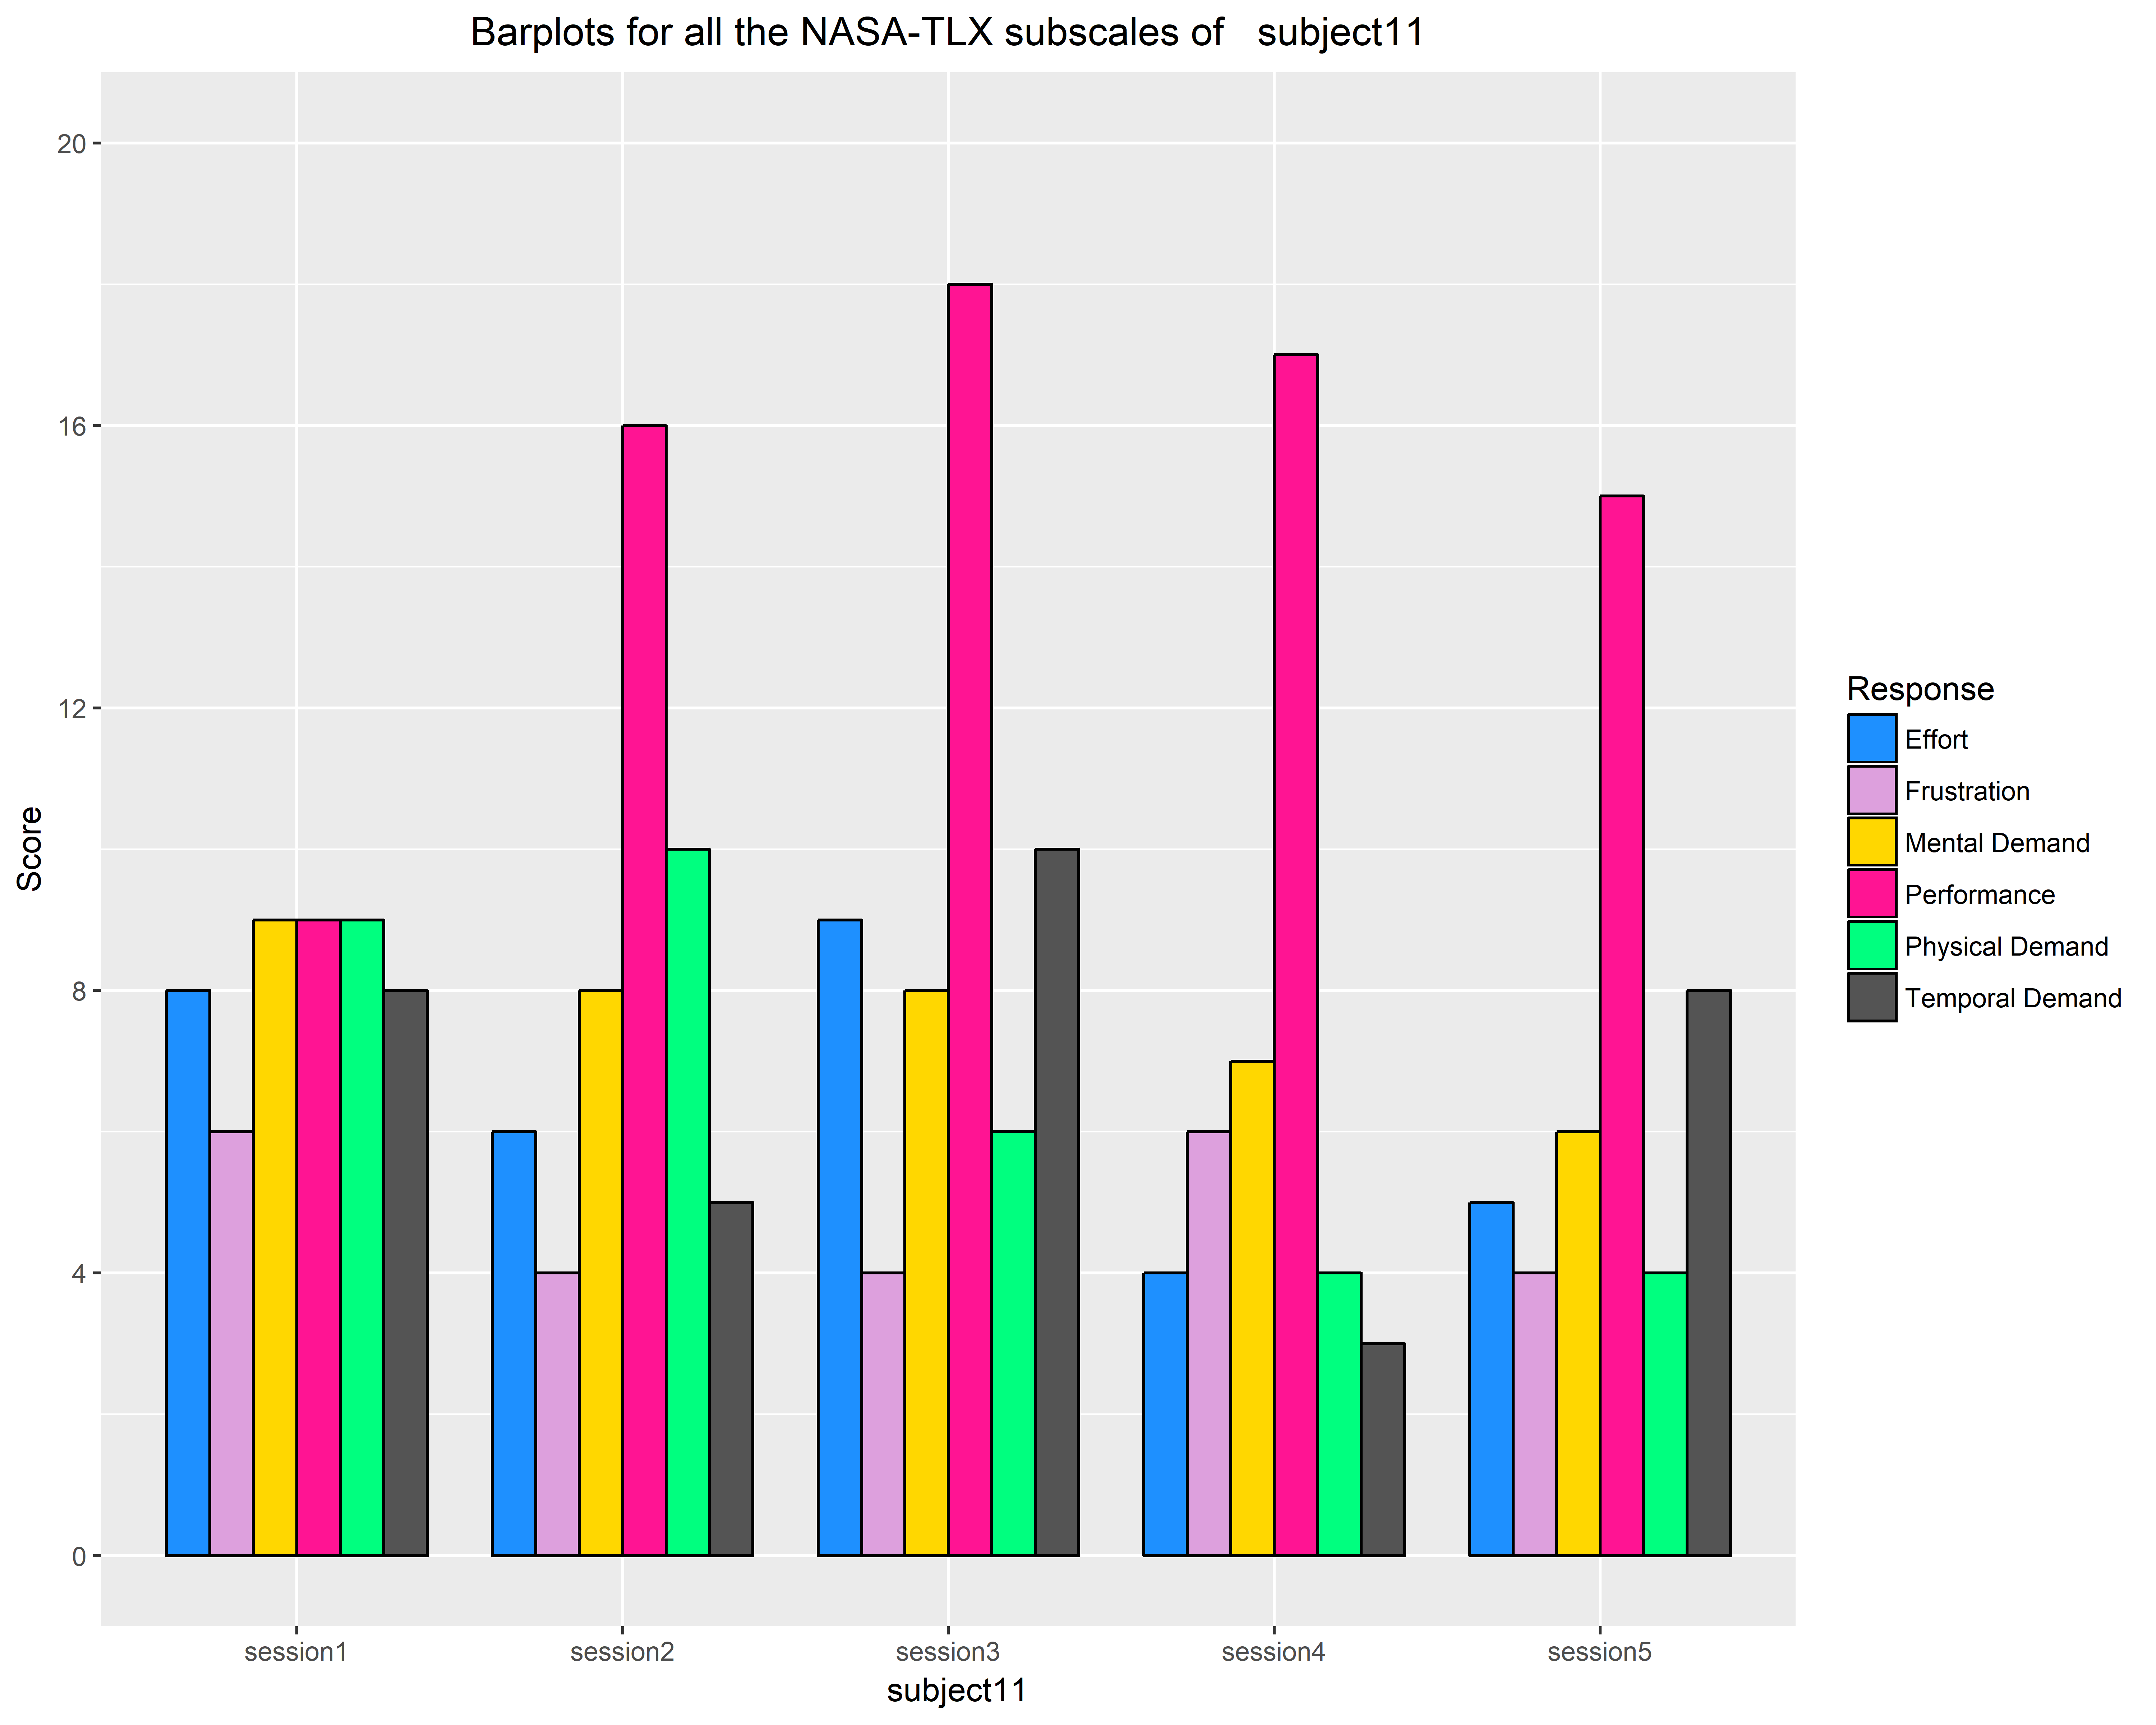 Barplots for all the NASA-TLX subscales of   subject11
Score
20
16
12
8
4
0
session1
session2
session3
session4
session5
subject11
Response
Effort
Frustration
Mental Demand
Performance
Physical Demand
Temporal Demand